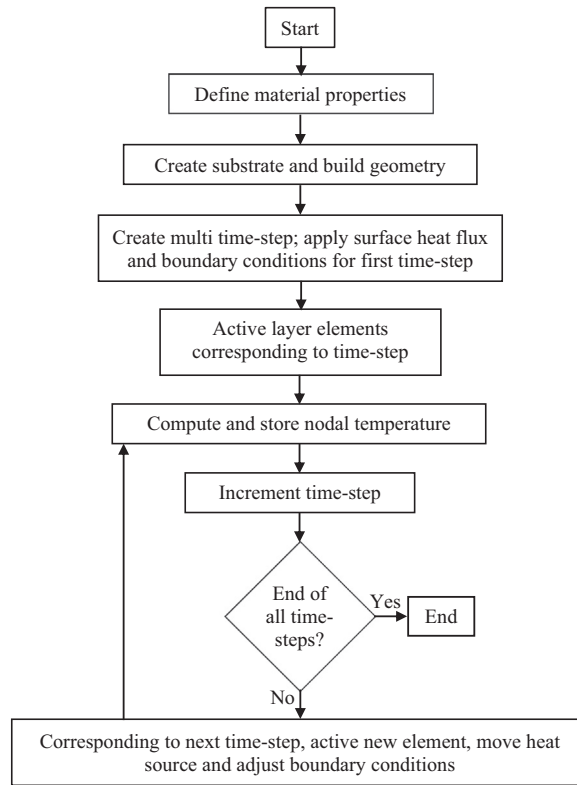 Start
Define material properties
Create substrate and build geometry
Create multi time-step; apply surface heat flux
and boundary conditions for first time-step
Active layer elements
corresponding to time-step
Compute and store nodal temperature
Increment time-step
End of
all time-
steps?
Yes
End
No
Corresponding to next time-step, active new element, move heat
source and adjust boundary conditions